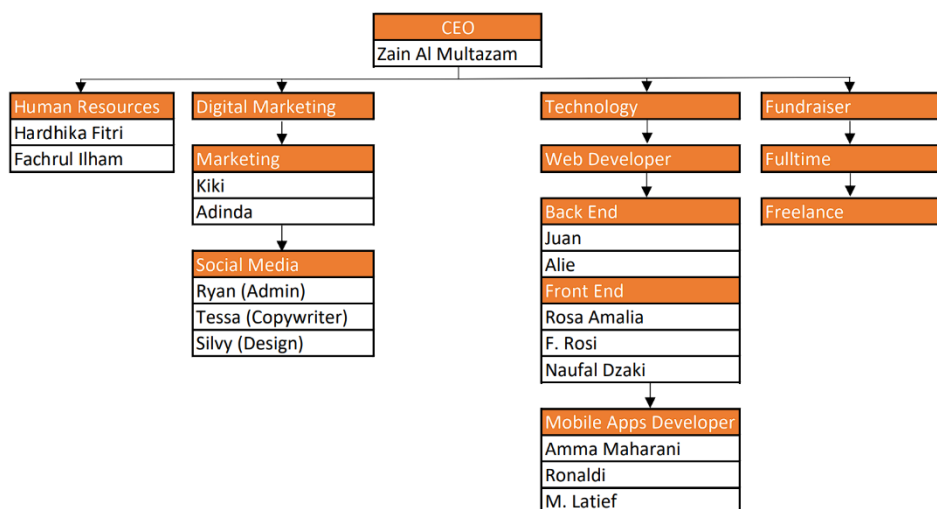 CEO
Zain Al Multazam
Human Resources
Hardhika Fitri
Fachrul Ilham
Digital Marketing
Marketing
Kiki
Adinda
Social Media
Ryan (Admin)
Tessa (Copywriter)
Silvy (Design)
Technology
Web Developer
Back End
Juan
Alie
Front End
Rosa Amalia
F. Rosi
Naufal Dzaki
Mobile Apps Developer
Amma Maharani
Ronaldi
M. Latief
Fundraiser
Fulltime
Freelance